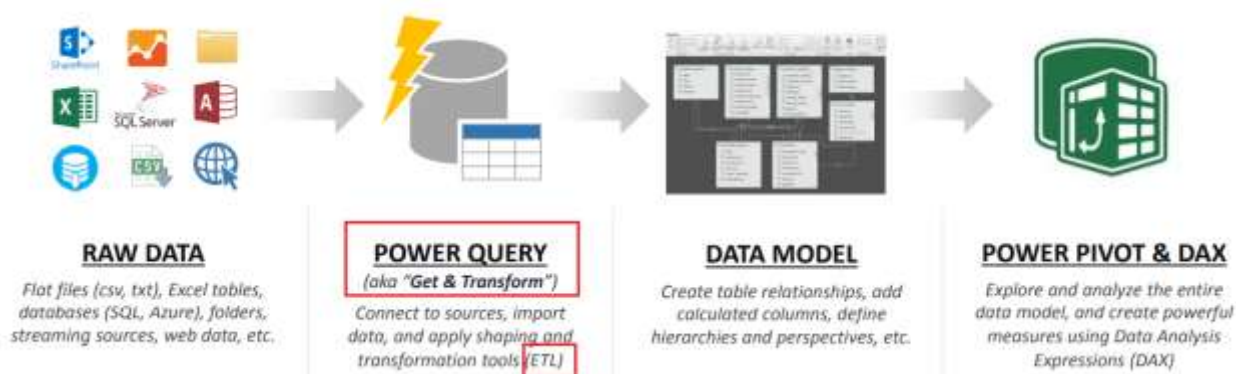 SharePoint
SQL Server
CSV
RAW DATA
Flat files (csv, txt), Excel tables,
databases (SQL, Azure), folders,
streaming sources, web data, etc.
POWER QUERY
(aka "Get & Transform")
Connect to sources, import
data, and apply shaping and
transformation tools (ETL)
DATA MODEL
Create table relationships, add
calculated columns, define
hierarchies and perspectives, etc.
POWER PIVOT & DAX
Explore and analyze the entire
data model, and create powerful
measures using Data Analysis
Expressions (DAX)